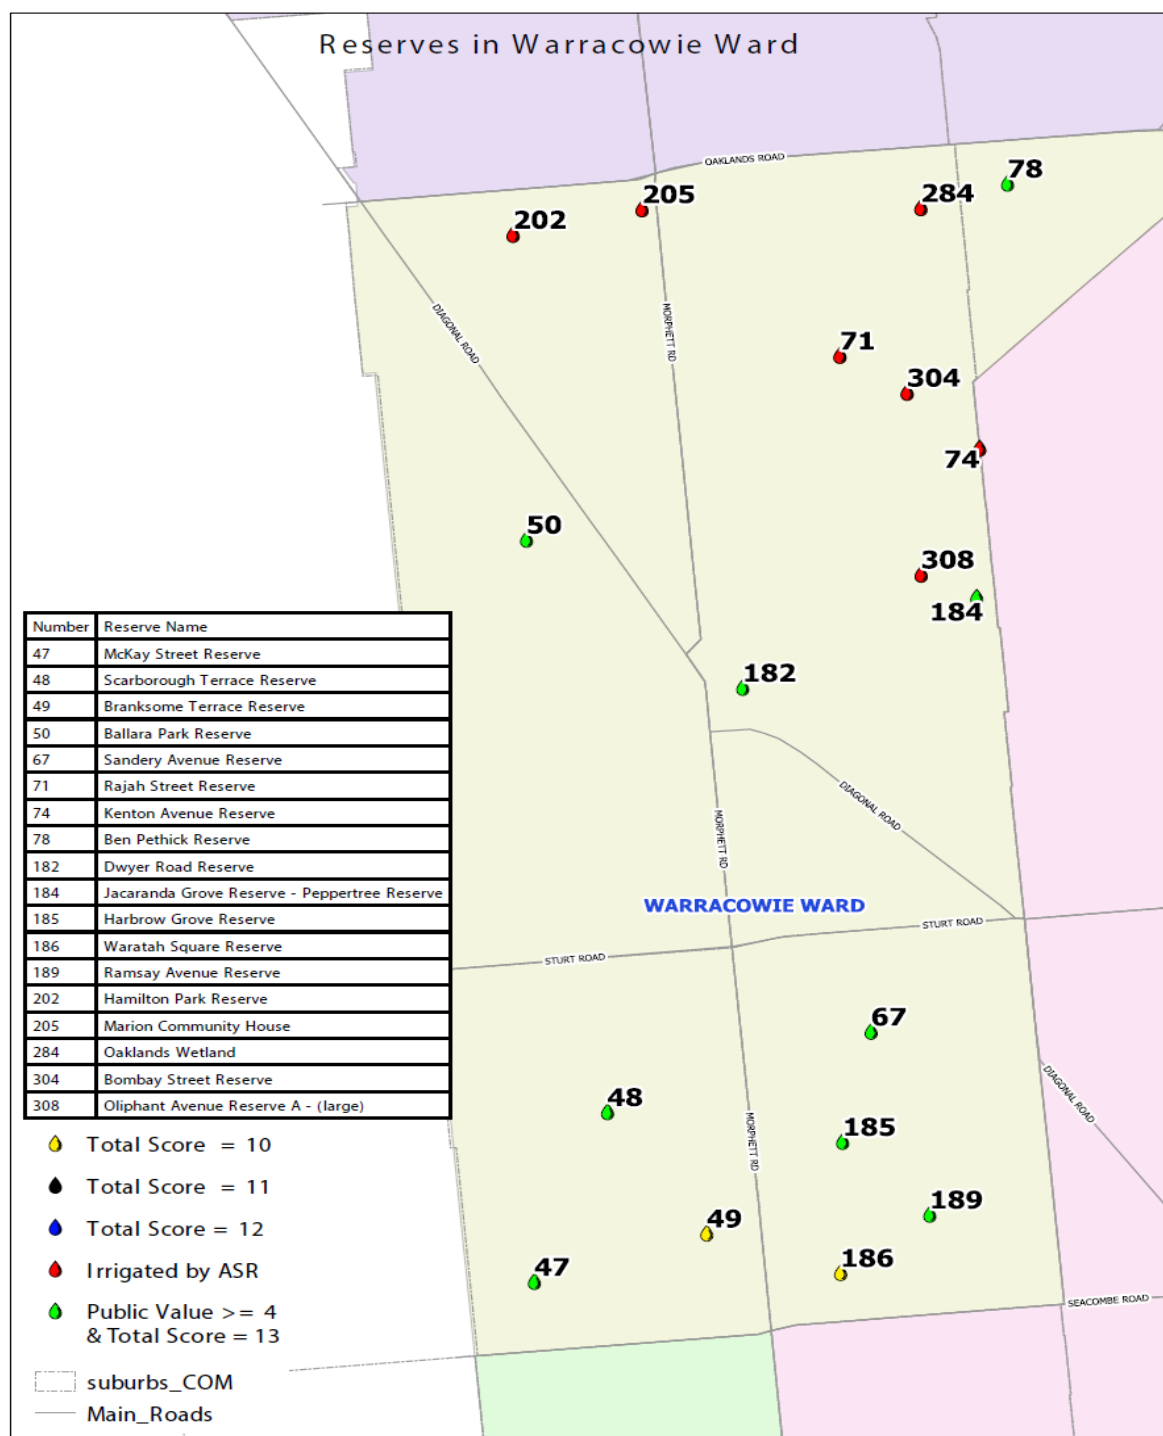 Reserves in Warracowie Ward
OAKLANDS ROAD
78
205
284
202
DIAGONAL ROAD
MORPHETT RD
71
304
74
50
308
184
182
DIAGONAL ROAD
MORPHETT RD
WARRACOWIE WARD
STURT ROAD
STURT ROAD
67
48
185
DIAGONAL ROAD
MORPHETT RD
189
49
186
47
SEACOMBE ROAD
Number Reserve Name
47 McKay Street Reserve
48 Scarborough Terrace Reserve
49 Branksome Terrace Reserve
50 Ballara Park Reserve
67 Sandery Avenue Reserve
71 Rajah Street Reserve
74 Kenton Avenue Reserve
78 Ben Pethick Reserve
182 Dwyer Road Reserve
184 Jacaranda Grove Reserve - Peppertree Reserve
185 Harbrow Grove Reserve
186 Waratah Square Reserve
189 Ramsay Avenue Reserve
202 Hamilton Park Reserve
205 Marion Community House
284 Oaklands Wetland
304 Bombay Street Reserve
308 Oliphant Avenue Reserve A - (large)
Total Score = 10
Total Score = 11
Total Score = 12
Irrigated by ASR
Public Value >= 4
& Total Score = 13
suburbs_COM
Main_Roads